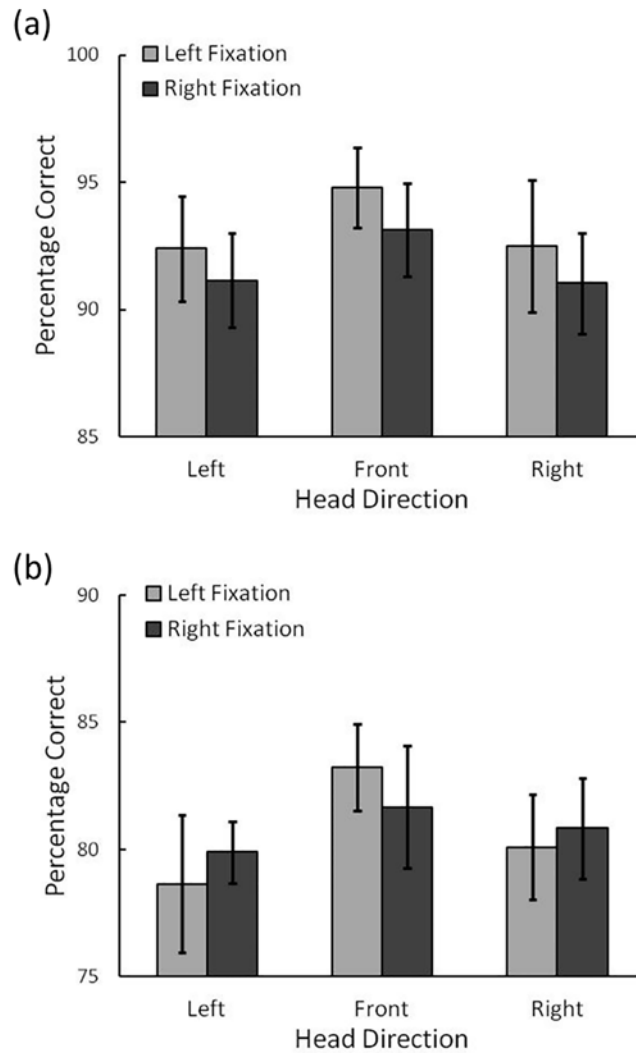 (a)
100
Left Fixation
Right Fixation
95
90
85
Percentage Correct
Left Front Right
Head Direction
(b)
90
Left Fixation
Right Fixation
85
80
75
Percentage Correct
Left Front Right
Head Direction